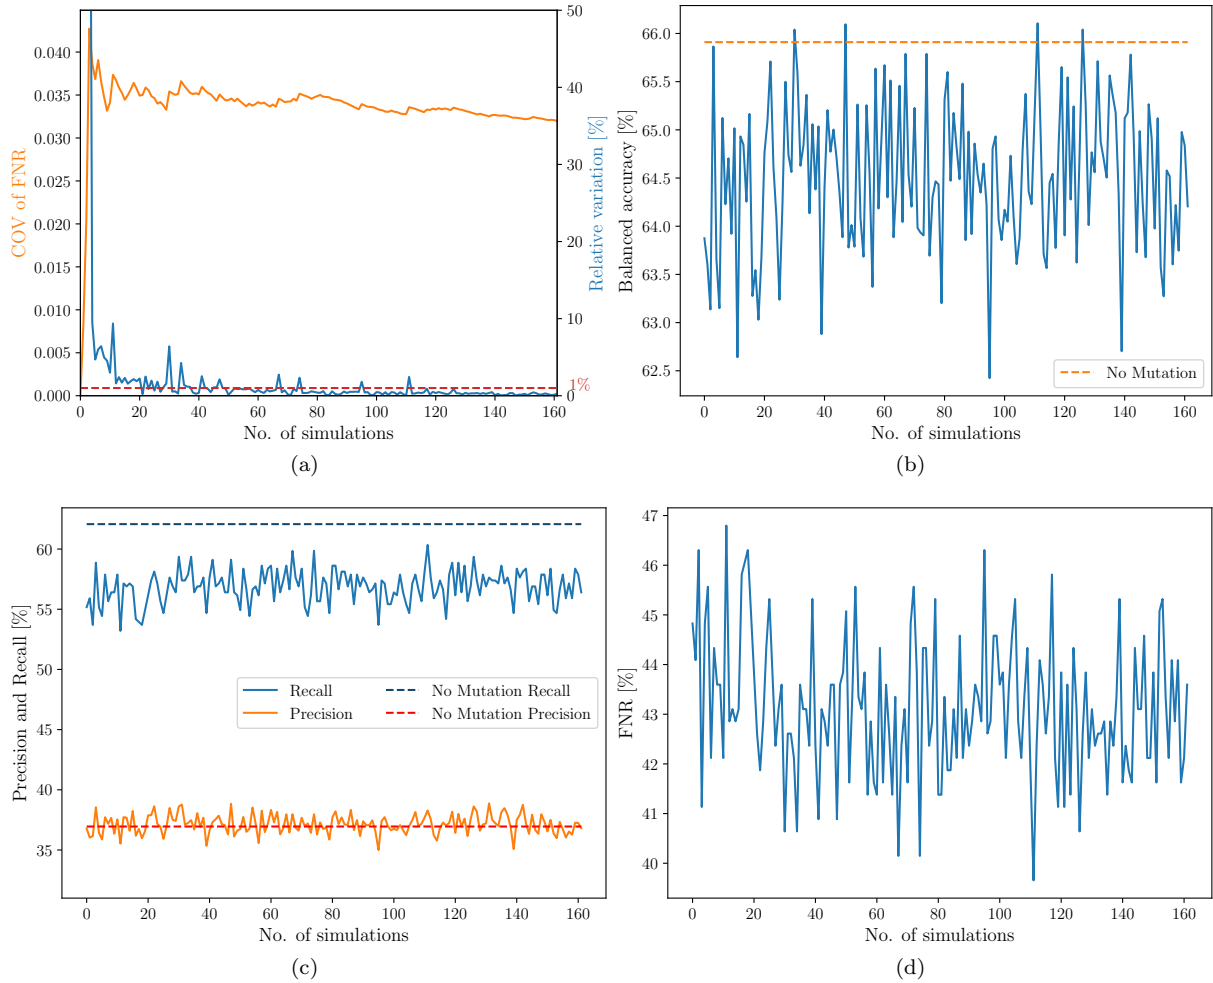 50
0.040
40
0.035
0.030
30
0.025
COV of FNR
Relative variation [%]
0.020
20
0.015
0.010
10
0.005
1%
0.000
0
0 20 40 60 80 100 120 140 160
No. of simulations
(a)
66.0
65.5
65.0
64.5
64.0
63.5
63.0
62.5
Balanced accuracy [%]
No Mutation
0 20 40 60 80 100 120 140 160
No. of simulations
(b)
60
55
50
45
40
35
Precision and Recall [%]
Recall
Precision
No Mutation Recall
No Mutation Precision
0 20 40 60 80 100 120 140 160
No. of simulations
(c)
47
46
45
44
43
42
41
40
FNR [%]
0 20 40 60 80 100 120 140 160
No. of simulations
(d)